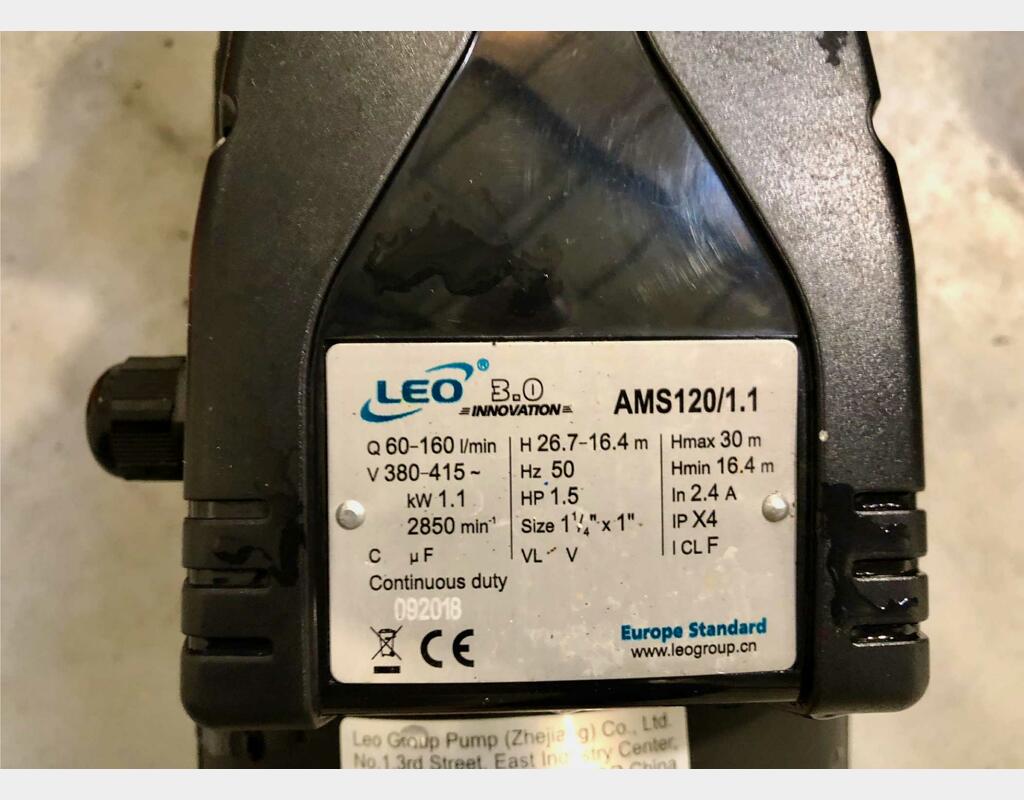 LEO® 3.0 INNOVATION AMS120/1.1
Q 60-160 l/min H 26.7-16.4 m Hmax 30 m
V 380-415~ Hz 50 Hmin 16.4 m
kW 1.1 HP 1.5 In 2.4 A
2850 min⁻¹ Size 1¼" x 1" IP X4
C µF VL V I CL F
Continuous duty
092018
CE Europe Standard
www.leogroup.cn
Leo Group Pump (Zhejiang) Co., Ltd.
No.1,3rd Street, East Industry Center,
China